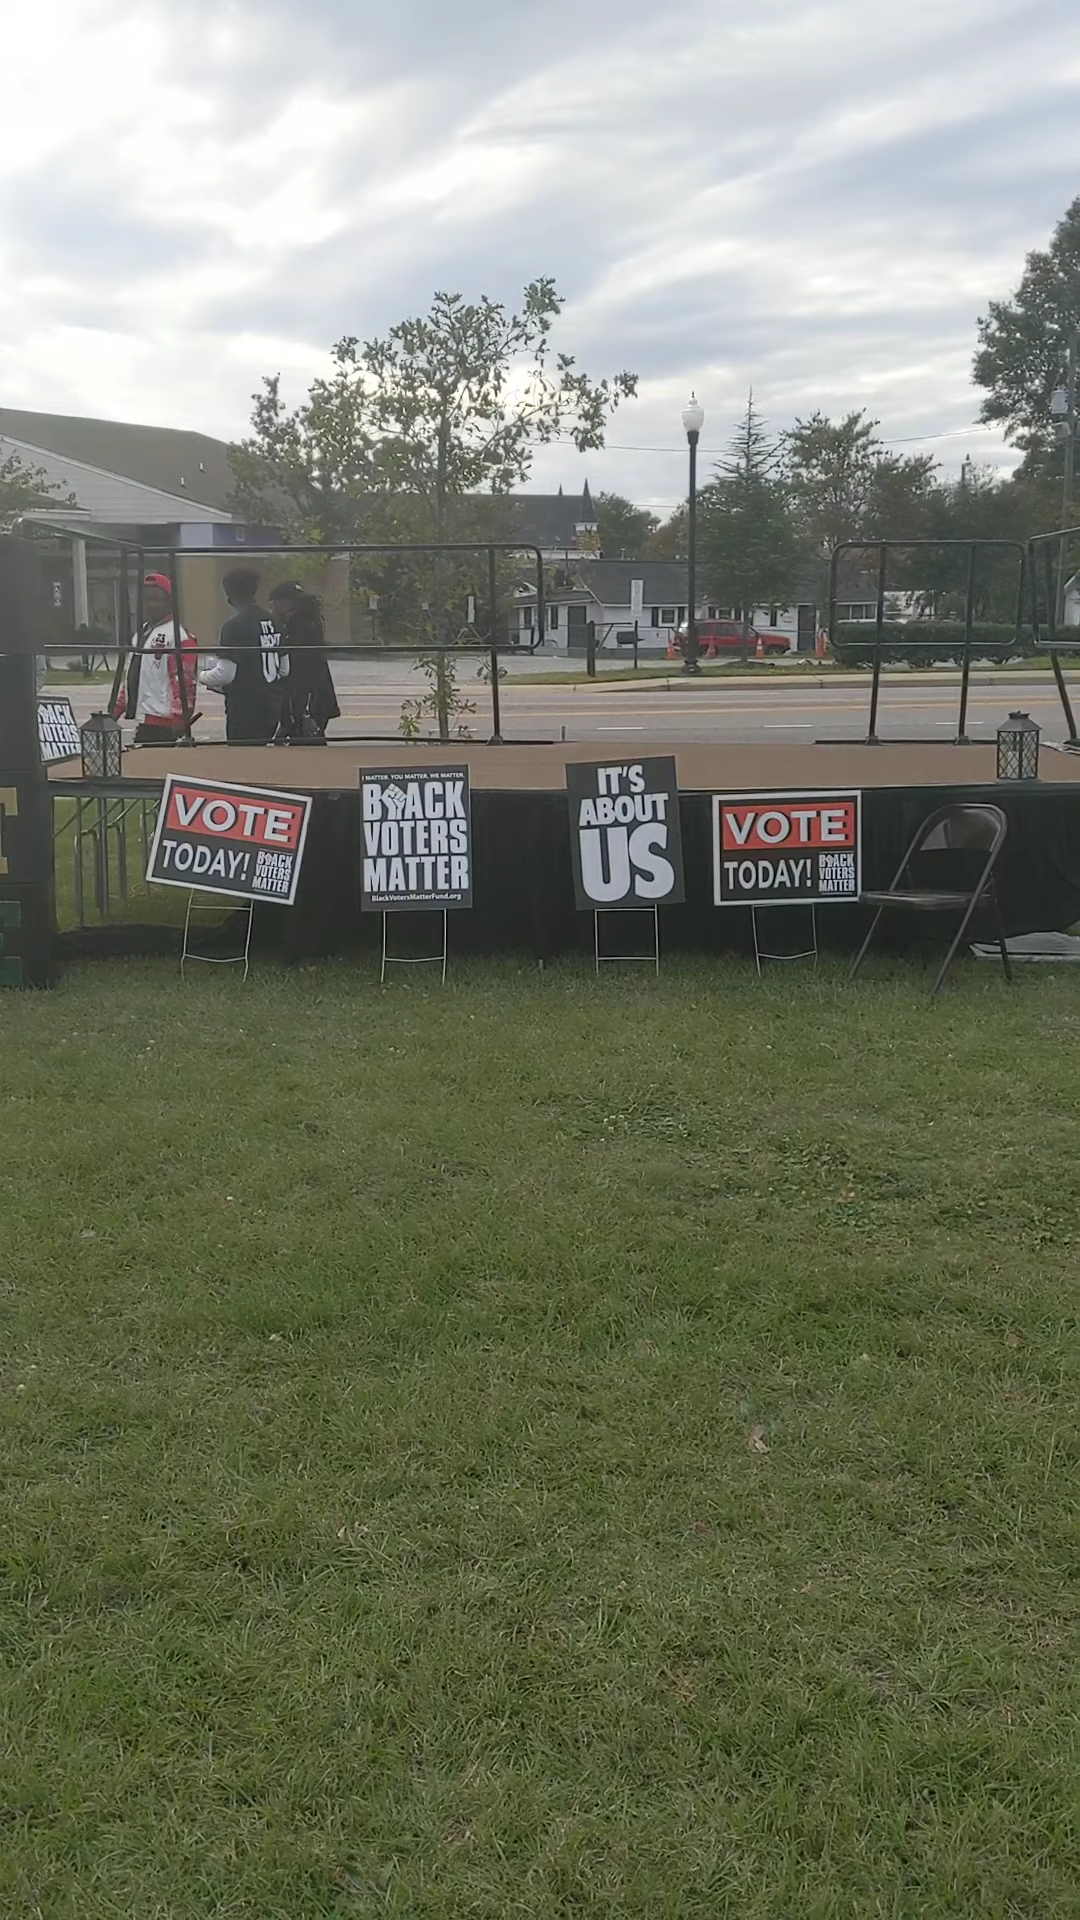 IT'S
ABOUT
US
BLACK
VOTERS
MATTER
VOTE
TODAY!
BLACK
VOTERS
MATTER
I MATTER. YOU MATTER. WE MATTER.
BLACK
VOTERS
MATTER
BlackVotersMatterFund.org
IT'S
ABOUT
US
VOTE
TODAY!
BLACK
VOTERS
MATTER